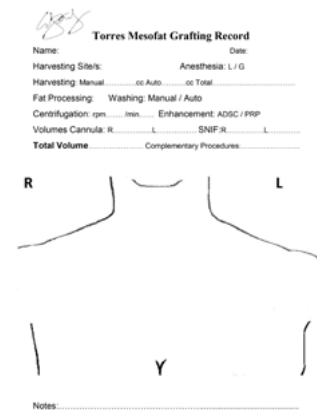 Torres Mesofat Grafting Record
Name: Date:
Harvesting Site/s: Anesthesia: L / G
Harvesting: Manual............cc Auto..........cc Total..............................
Fat Processing: Washing: Manual / Auto
Centrifugation: rpm........ /min...... Enhancement: ADSC / PRP
Volumes Cannula: R..............L.............. SNIF:R..............L..............
Total Volume.................... Complementary Procedures:....................
R L
Y
Notes:..........................................................................................